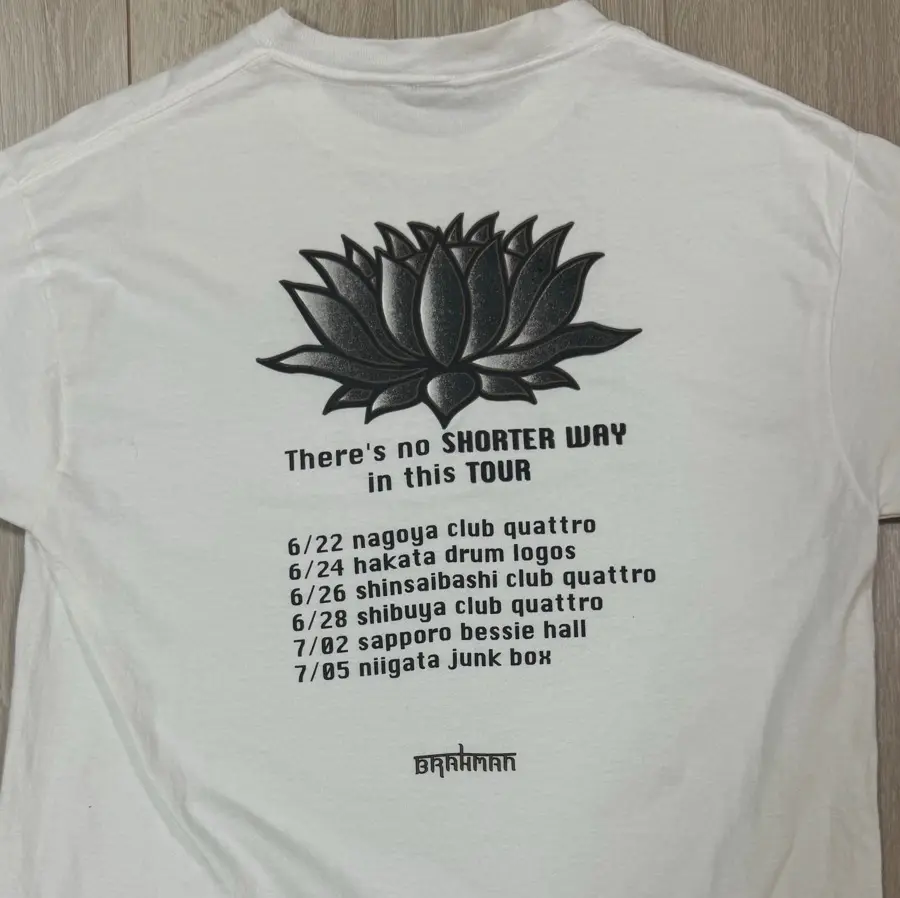 There's no SHORTER WAY
in this TOUR
6/22 nagoya club quattro
6/24 hakata drum logos
6/26 shinsaibashi club quattro
6/28 shibuya club quattro
7/02 sapporo bessie hall
7/05 niigata junk box
BRAHMAN